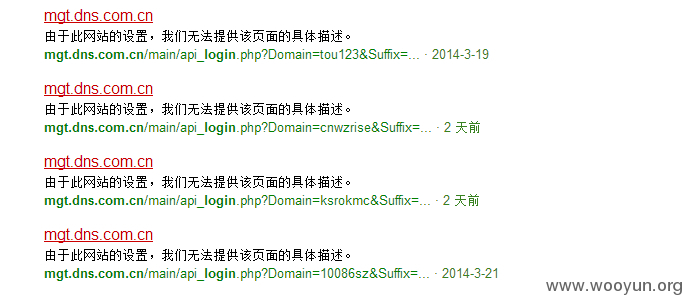 mgt.dns.com.cn
由于此网站的设置，我们无法提供该页面的具体描述。
mgt.dns.com.cn/main/api_login.php?Domain=tou123&Suffix=... · 2014-3-19
mgt.dns.com.cn
由于此网站的设置，我们无法提供该页面的具体描述。
mgt.dns.com.cn/main/api_login.php?Domain=cnwzrise&Suffix=... · 2 天前
mgt.dns.com.cn
由于此网站的设置，我们无法提供该页面的具体描述。
mgt.dns.com.cn/main/api_login.php?Domain=ksrokmc&Suffix=... · 2 天前
mgt.dns.com.cn
由于此网站的设置，我们无法提供该页面的具体描述。
mgt.dns.com.cn/main/api_login.php?Domain=10086sz&Suffix=... · 2014-3-21
www.wooyun.org